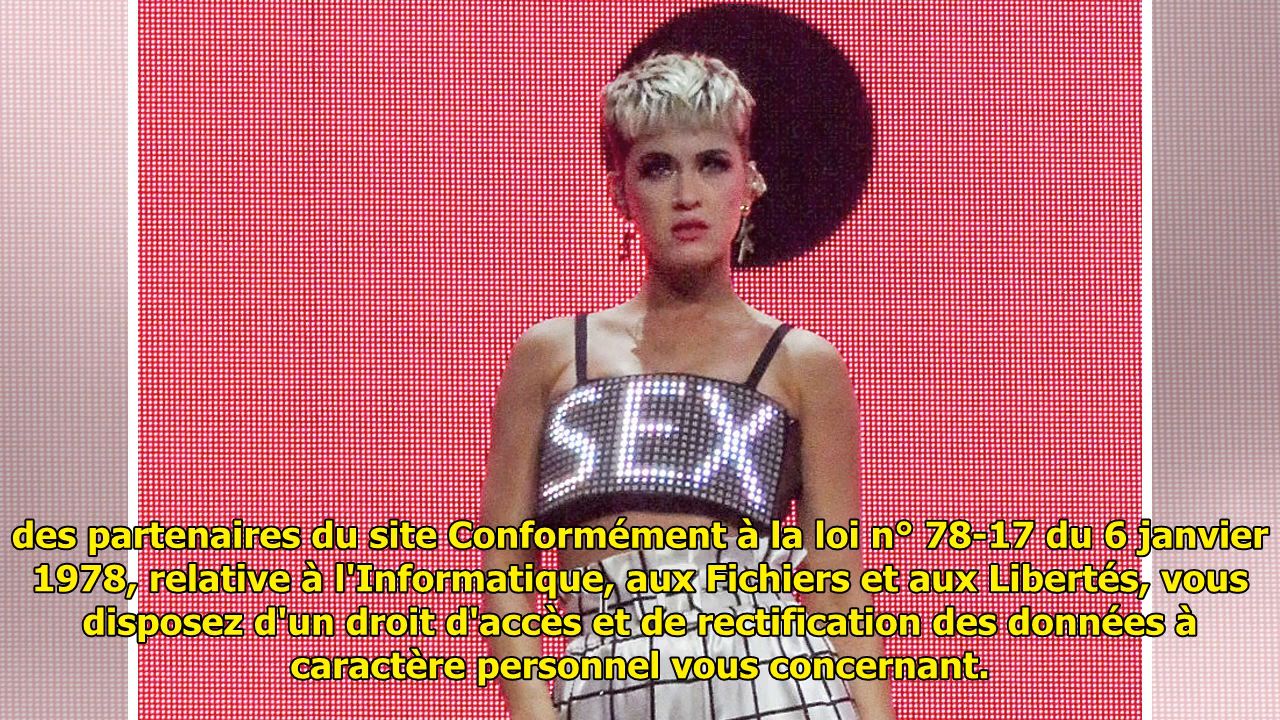 SEX
des partenaires du site Conformément à la loi n° 78-17 du 6 janvier
1978, relative à l'Informatique, aux Fichiers et aux Libertés, vous
disposez d'un droit d'accès et de rectification des données à
caractère personnel vous concernant.